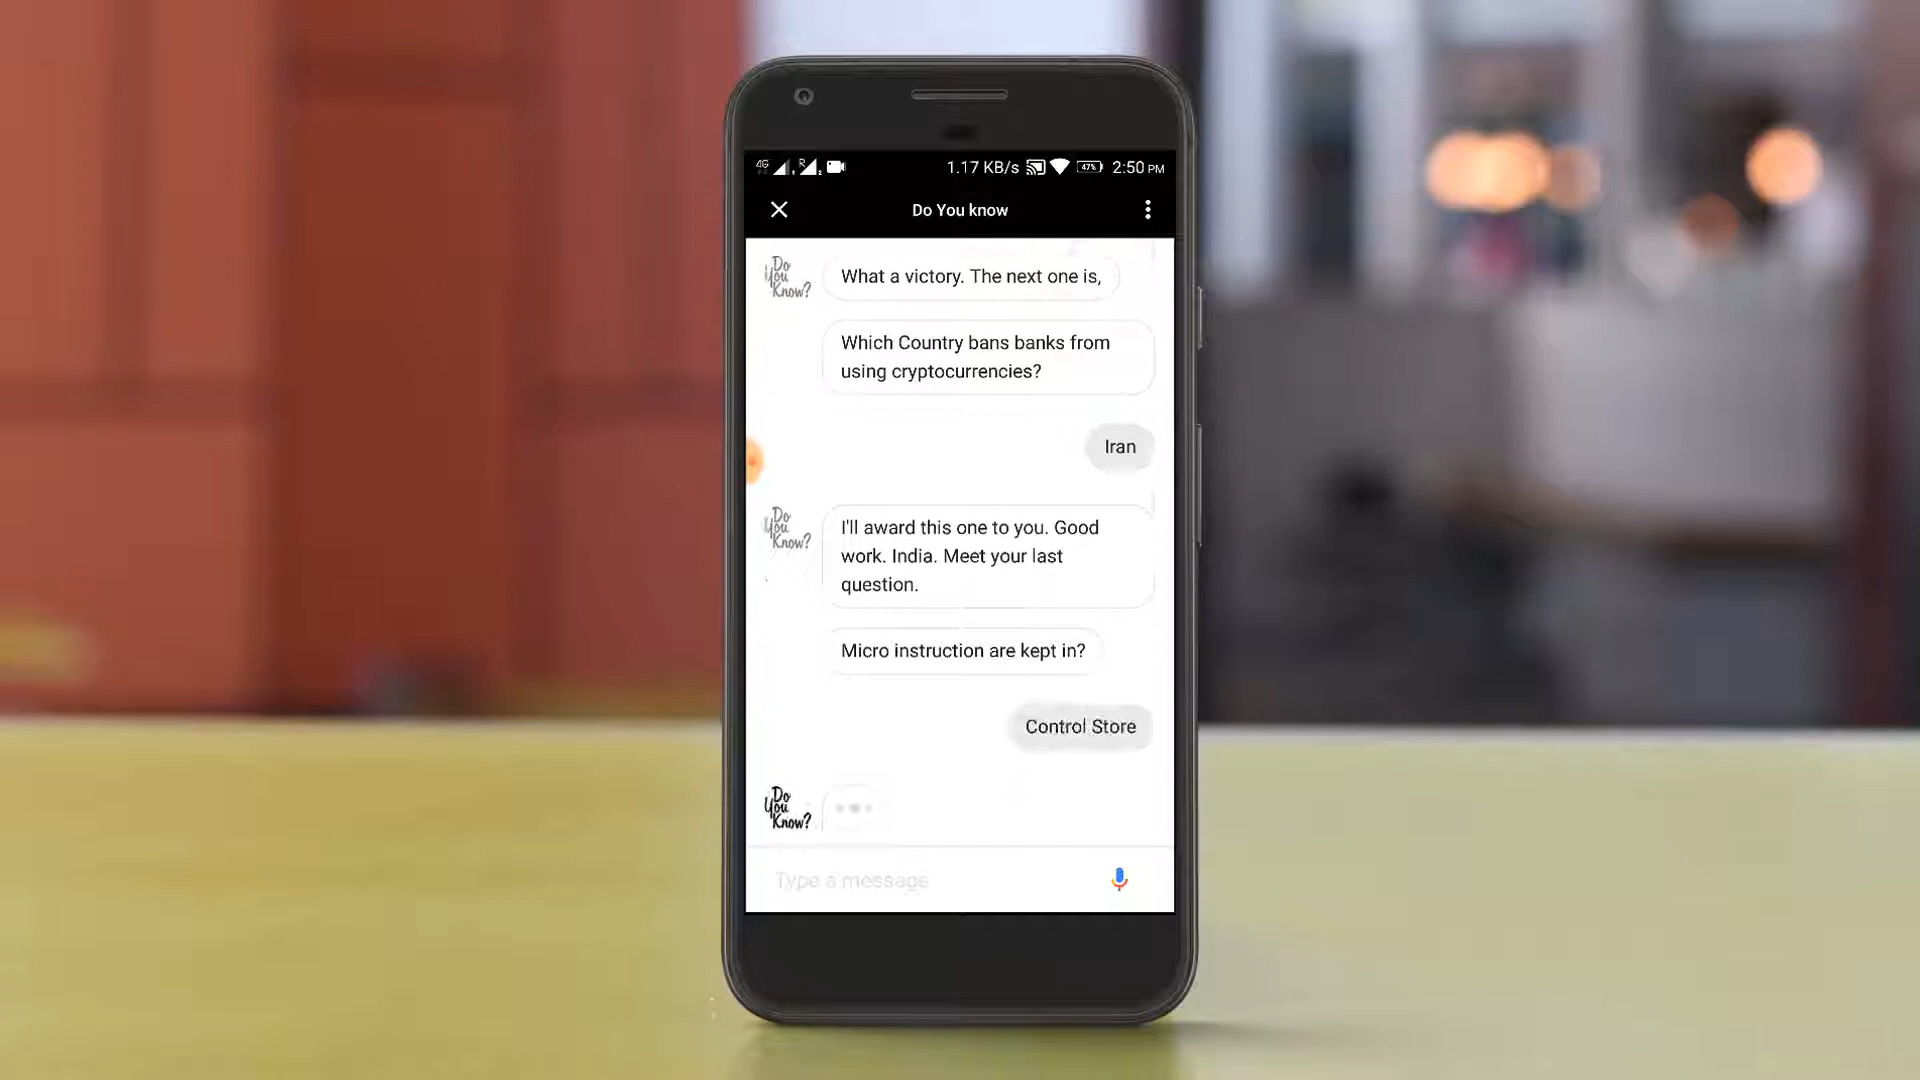 4G R 1.17 KB/s 47% 2:50 PM
Do You know
Do
You
Know?
What a victory. The next one is,
Which Country bans banks from
using cryptocurrencies?
Iran
Do
You
Know?
I'll award this one to you. Good
work. India. Meet your last
question.
Micro instruction are kept in?
Control Store
Do
You
Know?
Type a message